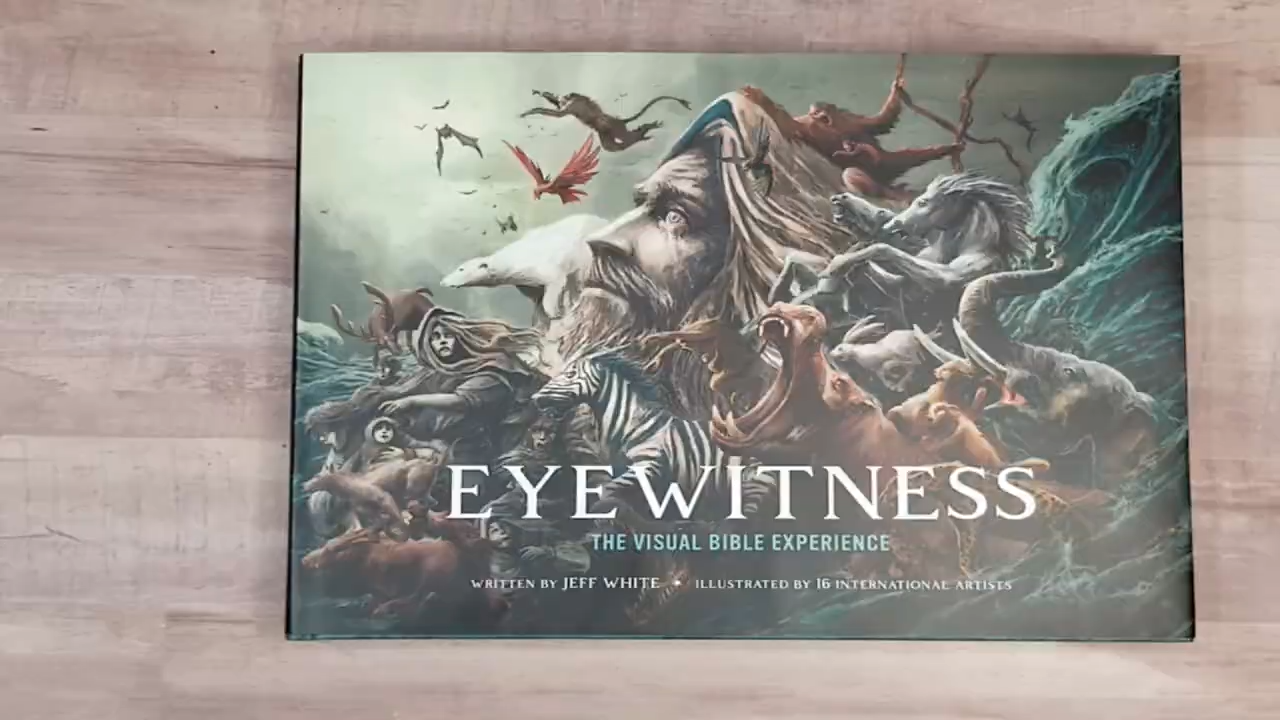 EYEWITNESS
THE VISUAL BIBLE EXPERIENCE
WRITTEN BY JEFF WHITE • ILLUSTRATED BY 16 INTERNATIONAL ARTISTS